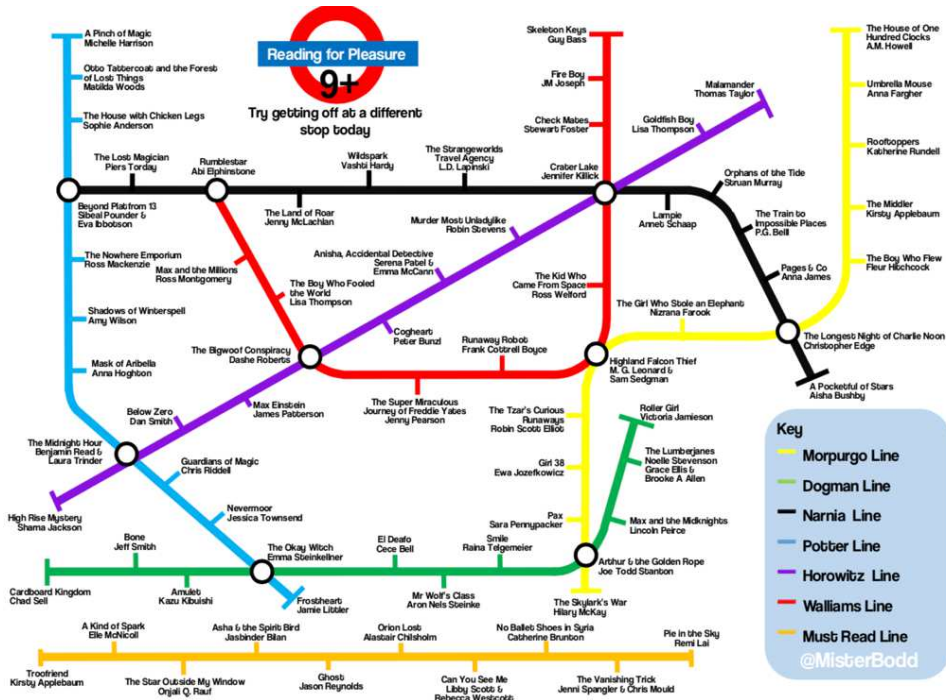 Reading for Pleasure
9+
Try getting off at a different
stop today
A Pinch of Magic
Michelle Harrison
Otto Tattercoat and the Forest
of Lost Things
Matilda Woods
The House with Chicken Legs
Sophie Anderson
The Lost Magician
Piers Torday
Rumblestar
Abi Elphinstone
Wildspark
Vashti Hardy
The Strangeworlds
Travel Agency
L.D. Lapinski
Skeleton Keys
Guy Bass
Fire Boy
JM Joseph
Check Mates
Stewart Foster
Crater Lake
Jennifer Killick
Malamander
Thomas Taylor
Goldfish Boy
Lisa Thompson
The House of One
Hundred Clocks
A.M. Howell
Umbrella Mouse
Anna Fargher
Rooftoppers
Katherine Rundell
The Middler
Kirsty Applebaum
The Boy Who Flew
Fleur Hitchcock
Beyond Platfrom 13
Sibeal Pounder &
Eva Ibbotson
The Land of Roar
Jenny McLachlan
Murder Most Unladylike
Robin Stevens
Lampie
Annet Schaap
Orphans of the Tide
Struan Murray
The Train to
Impossible Places
P.G. Bell
Pages & Co
Anna James
The Nowhere Emporium
Ross Mackenzie
Max and the Millions
Ross Montgomery
Anisha, Accidental Detective
Serena Patel &
Emma McCann
The Boy Who Fooled
the World
Lisa Thompson
The Kid Who
Came From Space
Ross Welford
The Girl Who Stole an Elephant
Nizrana Farook
Shadows of Winterspell
Amy Wilson
Cogheart
Peter Bunzl
The Bigwoof Conspiracy
Dashe Roberts
Runaway Robot
Frank Cottrell Boyce
Highland Falcon Thief
M. G. Leonard &
Sam Sedgman
The Longest Night of Charlie Noon
Christopher Edge
A Pocketful of Stars
Aisha Bushby
Mask of Aribella
Anna Hoghton
Below Zero
Dan Smith
Max Einstein
James Patterson
The Super Miraculous
Journey of Freddie Yates
Jenny Pearson
The Tzar's Curious
Runaways
Robin Scott Elliot
Roller Girl
Victoria Jamieson
The Midnight Hour
Benjamin Read &
Laura Trinder
Guardians of Magic
Chris Riddell
Girl 38
Ewa Jozefkowicz
The Lumberjanes
Noelle Stevenson
Grace Ellis &
Brooke A Allen
High Rise Mystery
Sharna Jackson
Nevermoor
Jessica Townsend
Pax
Sara Pennypacker
Max and the Midknights
Lincoln Peirce
Bone
Jeff Smith
The Okay Witch
Emma Steinkellner
El Deafo
Cece Bell
Smile
Raina Telgemeier
Arthur & the Golden Rope
Joe Todd Stanton
Cardboard Kingdom
Chad Sell
Amulet
Kazu Kibuishi
Frostheart
Jamie Littler
Mr Wolf's Class
Aron Nels Steinke
The Skylark's War
Hilary McKay
A Kind of Spark
Elle McNicoll
Asha & the Spirit Bird
Jasbinder Bilan
Orion Lost
Alastair Chilsholm
No Ballet Shoes in Syria
Catherine Brunton
Pie in the Sky
Remi Lai
Troofriend
Kirsty Applebaum
The Star Outside My Window
Onjali Q. Rauf
Ghost
Jason Reynolds
Can You See Me
Libby Scott &
Rebecca Westcott
The Vanishing Trick
Jenni Spangler & Chris Mould
Key
Morpurgo Line
Dogman Line
Narnia Line
Potter Line
Horowitz Line
Walliams Line
Must Read Line
@MisterBodd